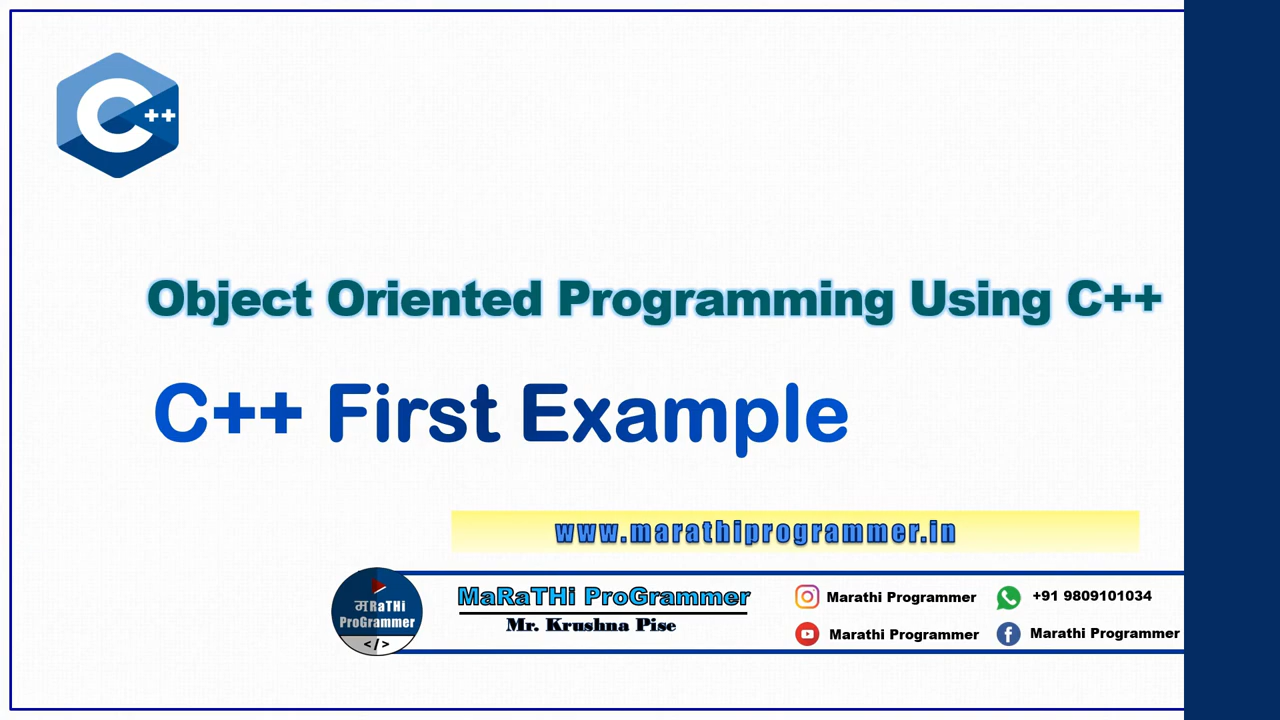 C++
Object Oriented Programming Using C++
C++ First Example
www.marathiprogrammer.in
मRaTHi
ProGrammer
</>
MaRaTHi ProGrammer
Mr. Krushna Pise
Marathi Programmer
+91 9809101034
Marathi Programmer
Marathi Programmer